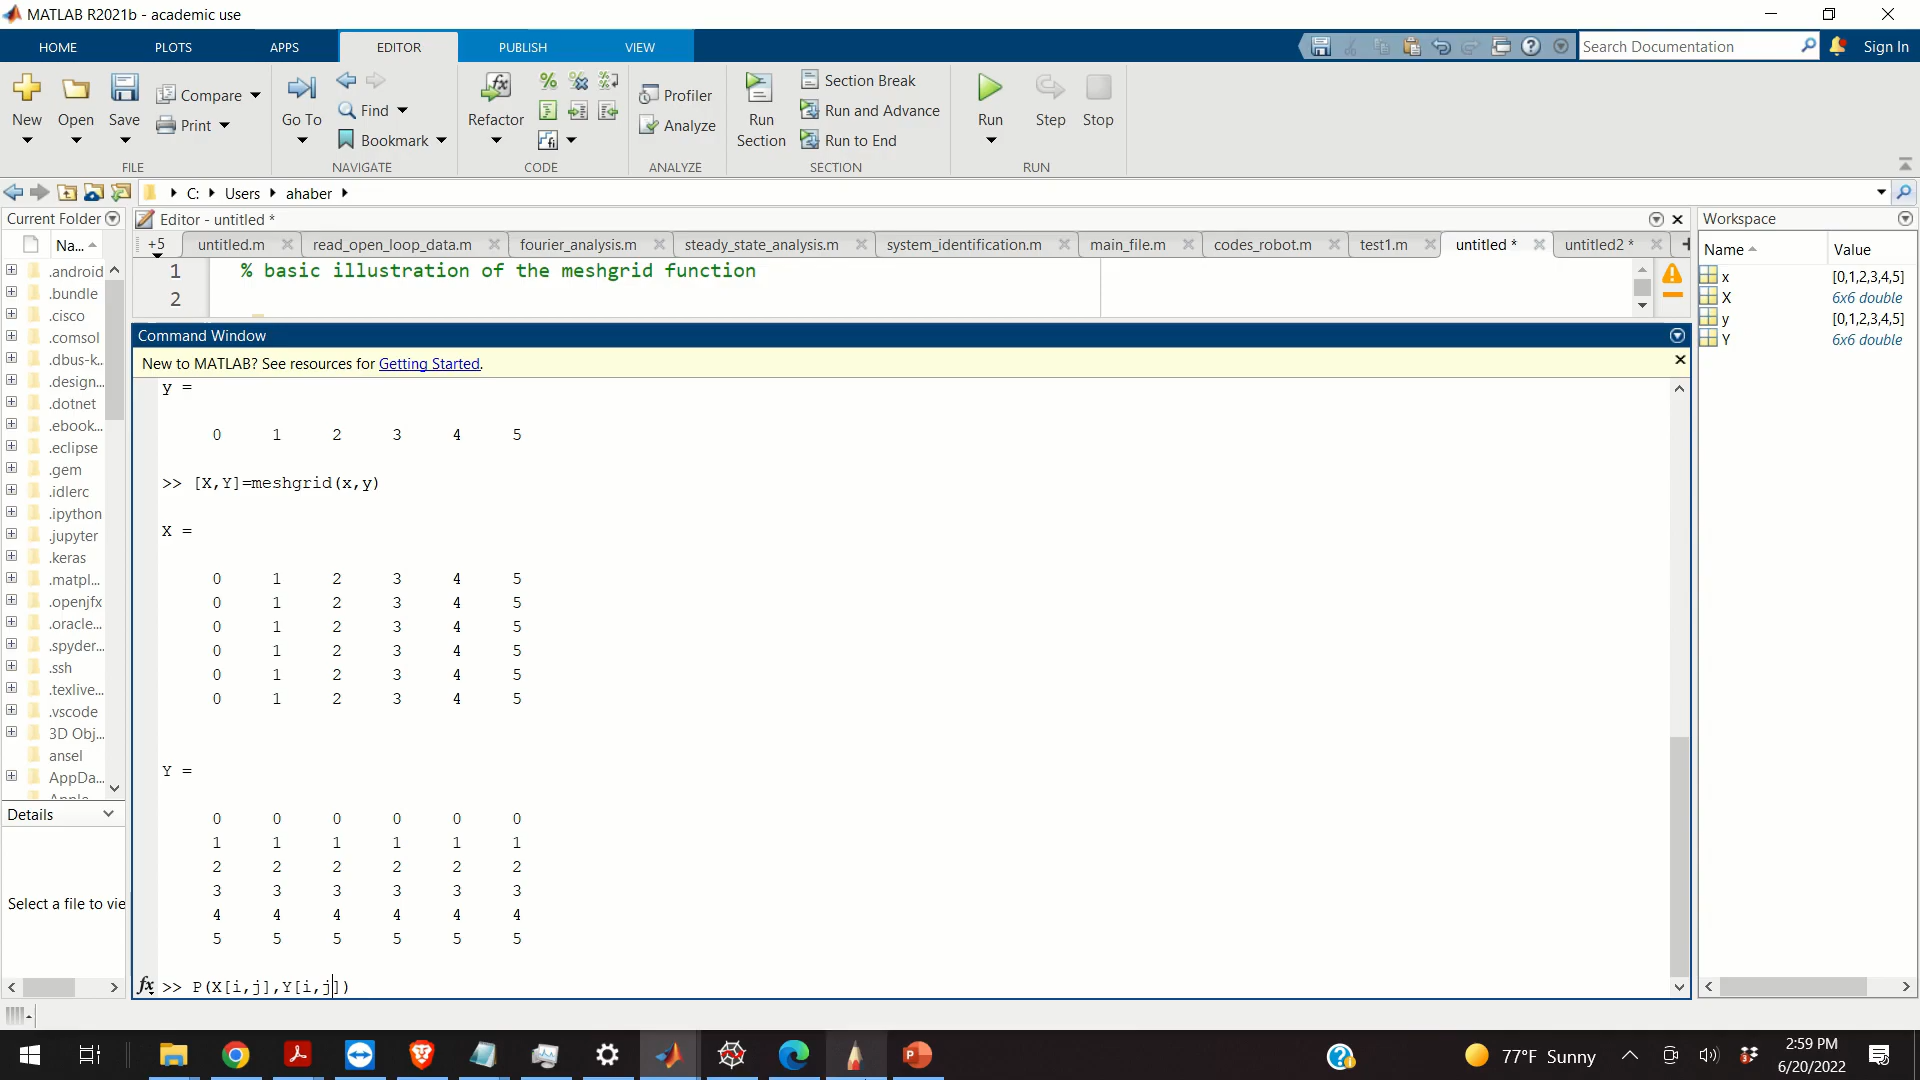 MATLAB R2021b - academic use
HOME PLOTS APPS EDITOR PUBLISH VIEW Search Documentation Sign In
New Open Save Compare Print
FILE
Go To Find Bookmark
NAVIGATE
Refactor
CODE
Profiler
Analyze
ANALYZE
Run Section
Section Break
Run and Advance
Run to End
SECTION
Run Step Stop
RUN
C: Users ahaber
Current Folder
Na...
.android
.bundle
.cisco
.comsol
.dbus-k...
.design...
.dotnet
.ebook...
.eclipse
.gem
.idlerc
.ipython
.jupyter
.keras
.matpl...
.openjfx
.oracle...
.spyder...
.ssh
.texlive...
.vscode
3D Obj...
ansel
AppDa...
Details
Select a file to vie
Editor - untitled *
+5 untitled.m read_open_loop_data.m fourier_analysis.m steady_state_analysis.m system_identification.m main_file.m codes_robot.m test1.m untitled * untitled2 *
1 % basic illustration of the meshgrid function
2
Command Window
New to MATLAB? See resources for Getting Started.
y =
0 1 2 3 4 5
>> [X,Y]=meshgrid(x,y)
X =
0 1 2 3 4 5
0 1 2 3 4 5
0 1 2 3 4 5
0 1 2 3 4 5
0 1 2 3 4 5
0 1 2 3 4 5
Y =
0 0 0 0 0 0
1 1 1 1 1 1
2 2 2 2 2 2
3 3 3 3 3 3
4 4 4 4 4 4
5 5 5 5 5 5
fx >> P(X[i,j],Y[i,j])
Workspace
Name Value
x [0,1,2,3,4,5]
X 6x6 double
y [0,1,2,3,4,5]
Y 6x6 double
77°F Sunny
2:59 PM
6/20/2022